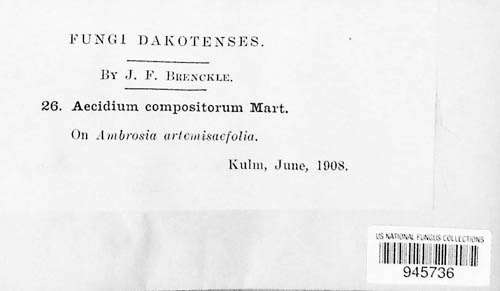 FUNGI DAKOTENSES.
BY J. F. BRENCKLE.
26. Aecidium compositorum Mart.
On Ambrosia artemisaefolia.
Kulm, June, 1908.
US NATIONAL FUNGUS COLLECTIONS
945736